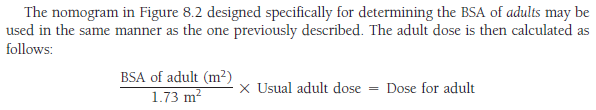 The nomogram in Figure 8.2 designed specifically for determining the BSA of adults may be
used in the same manner as the one previously described. The adult dose is then calculated as
follows:
BSA of adult (m²)
1.73 m²
× Usual adult dose = Dose for adult